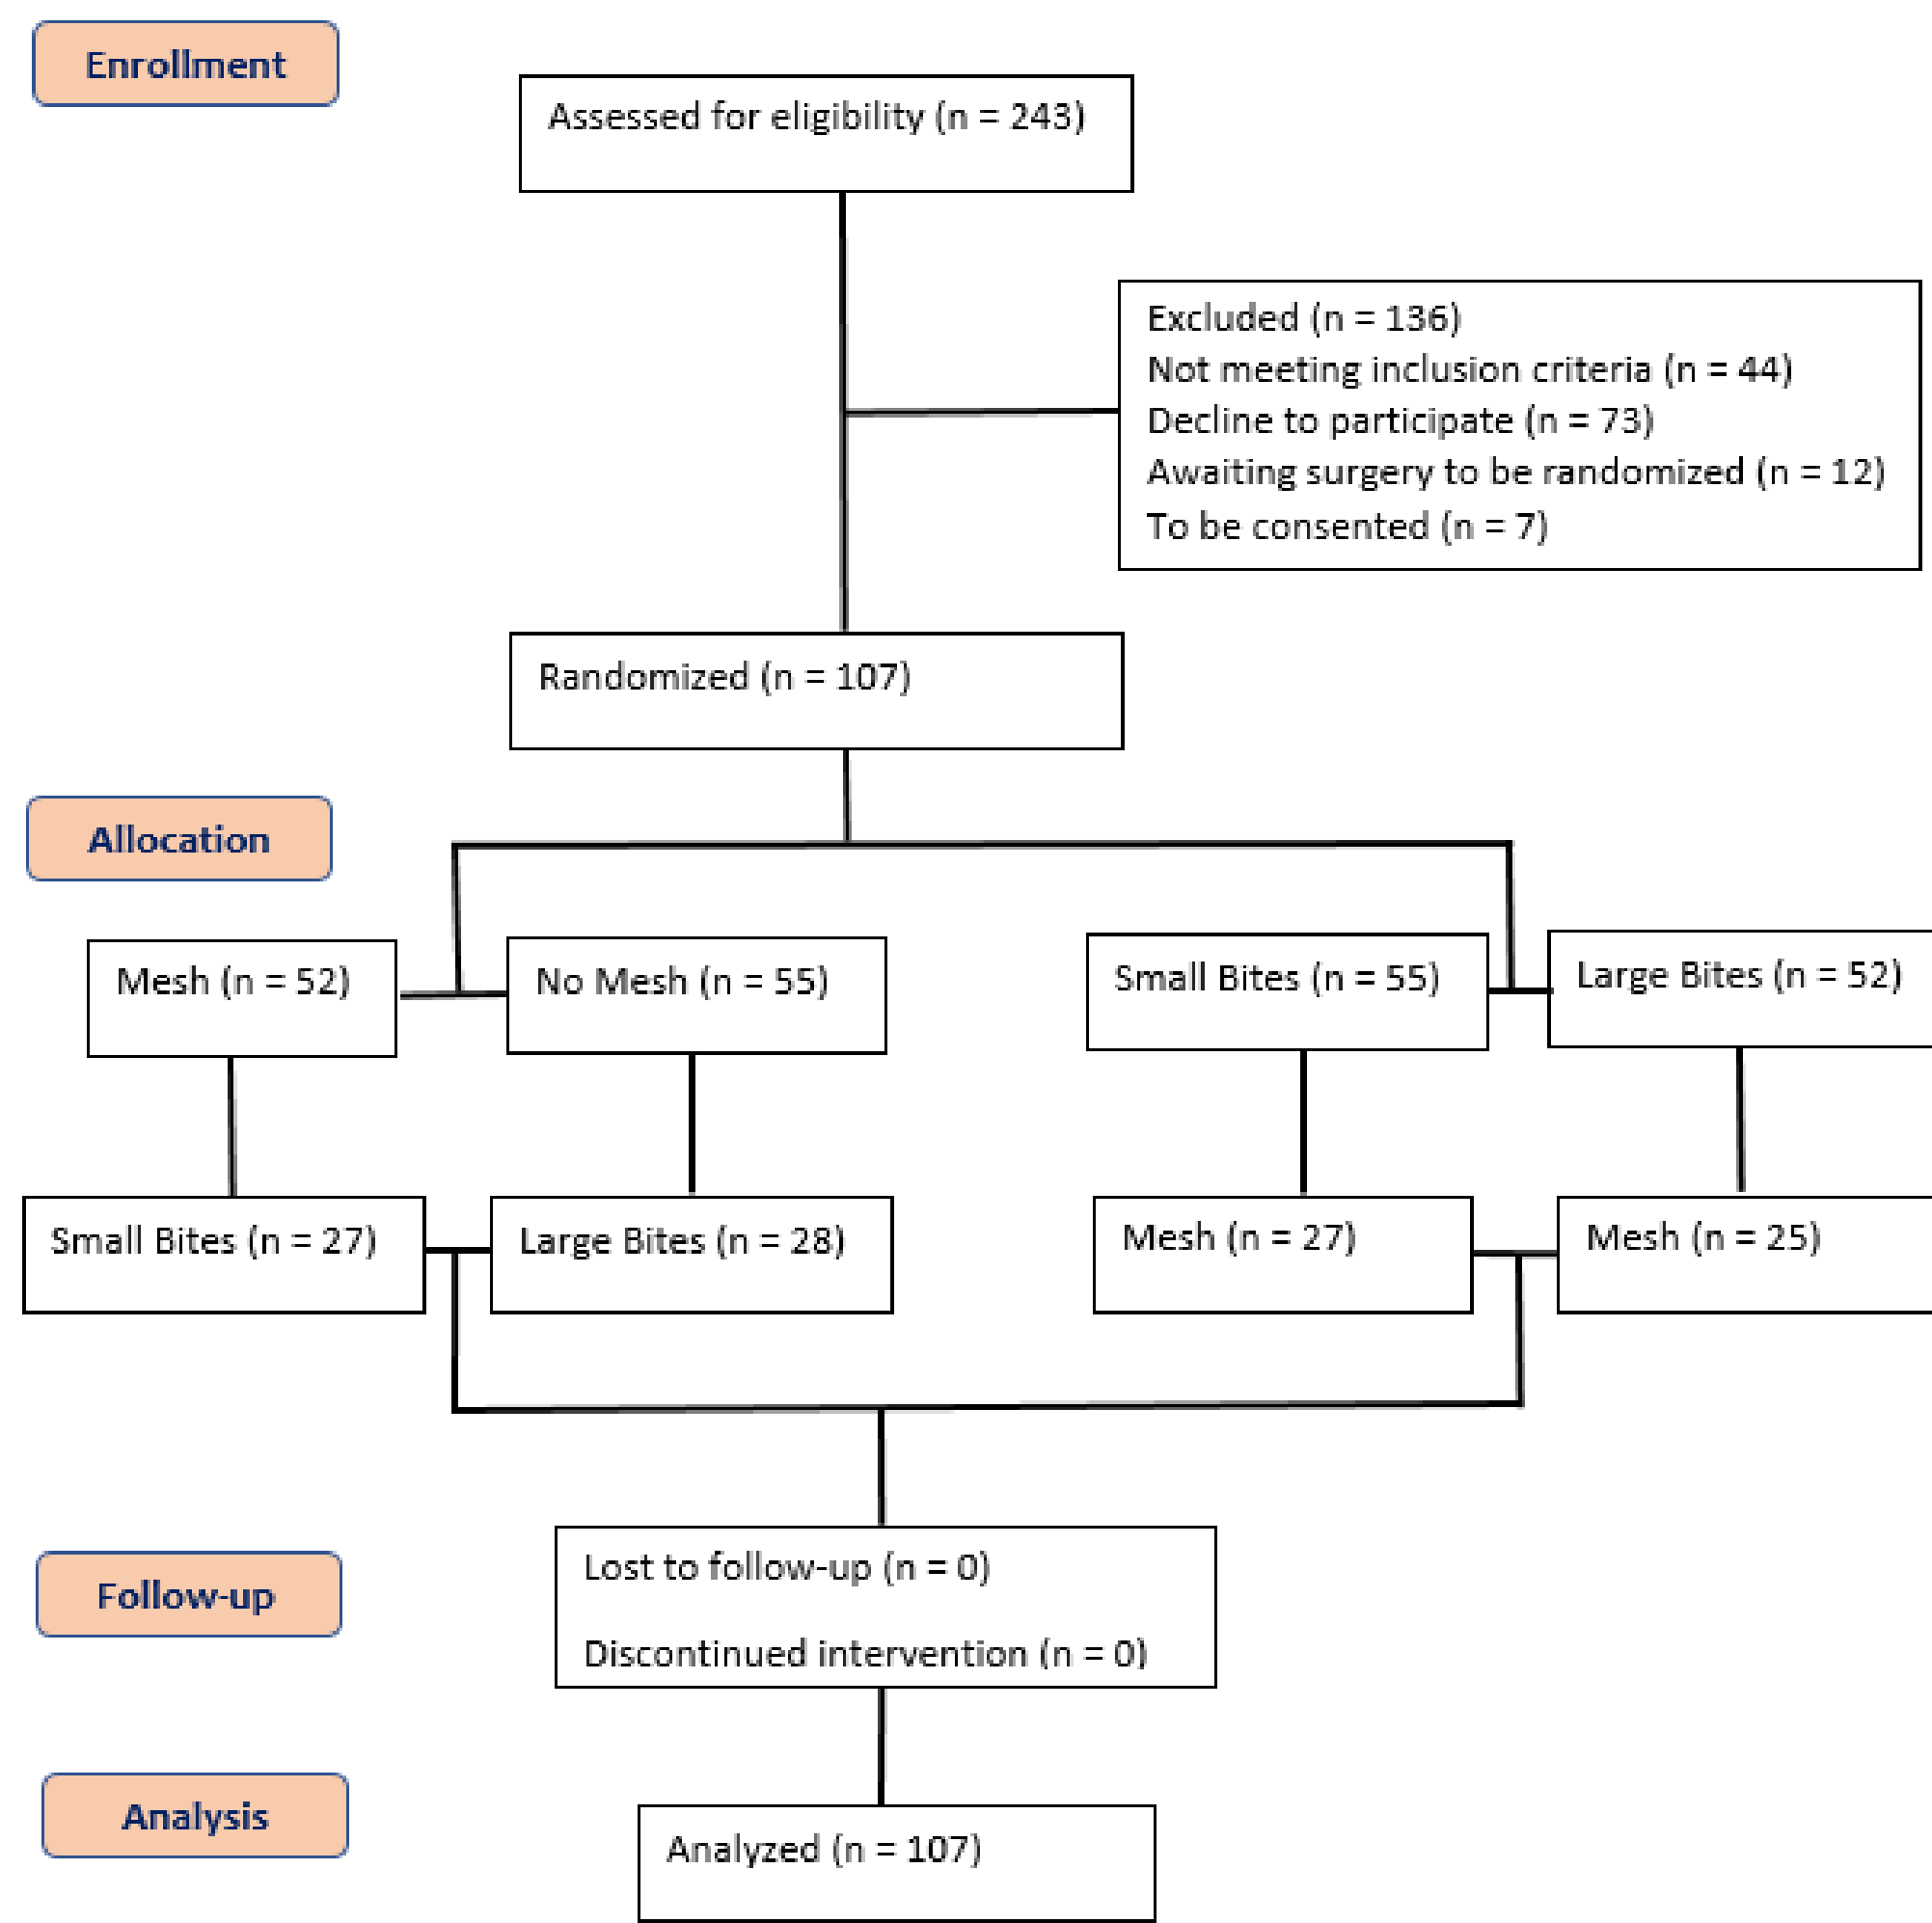 Enrollment
Assessed for eligibility (n = 243)
Excluded (n = 136)
Not meeting inclusion criteria (n = 44)
Decline to participate (n = 73)
Awaiting surgery to be randomized (n = 12)
To be consented (n = 7)
Randomized (n = 107)
Allocation
Mesh (n = 52)
No Mesh (n = 55)
Small Bites (n = 55)
Large Bites (n = 52)
Small Bites (n = 27)
Large Bites (n = 28)
Mesh (n = 27)
Mesh (n = 25)
Follow-up
Lost to follow-up (n = 0)
Discontinued intervention (n = 0)
Analysis
Analyzed (n = 107)